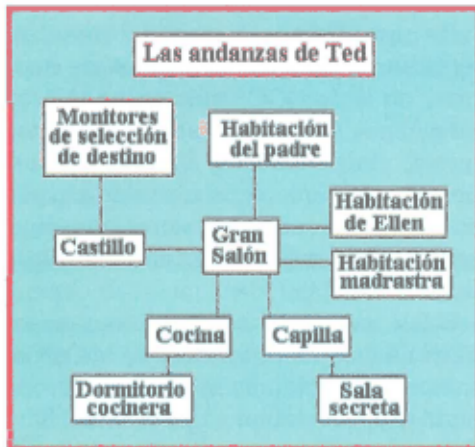 Las andanzas de Ted
Monitores
de selección
de destino
Habitación
del padre
Habitación
de Ellen
Castillo
Gran
Salón
Habitación
madrastra
Cocina
Capilla
Dormitorio
cocinera
Sala
secreta